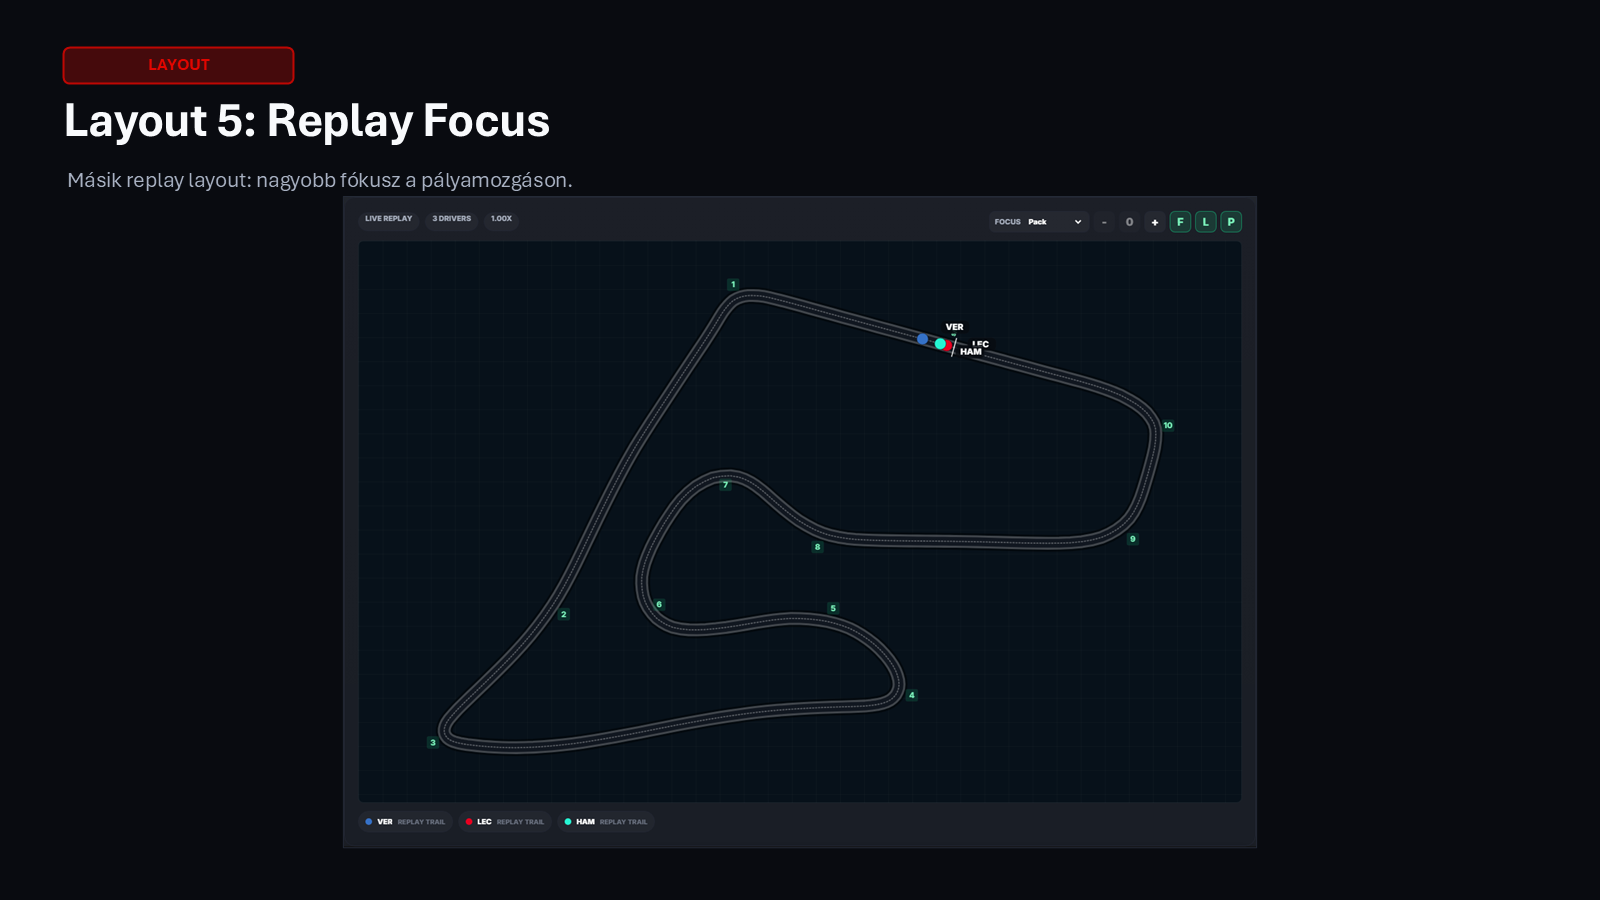 LAYOUT
Layout 5: Replay Focus
Másik replay layout: nagyobb fókusz a pályamozgáson.
LIVE REPLAY 3 DRIVERS 1.00X FOCUS Pack - 0 + F L P
1
VER
LEC
HAM
10
7
9
8
6
5
2
4
3
VER REPLAY TRAIL LEC REPLAY TRAIL HAM REPLAY TRAIL